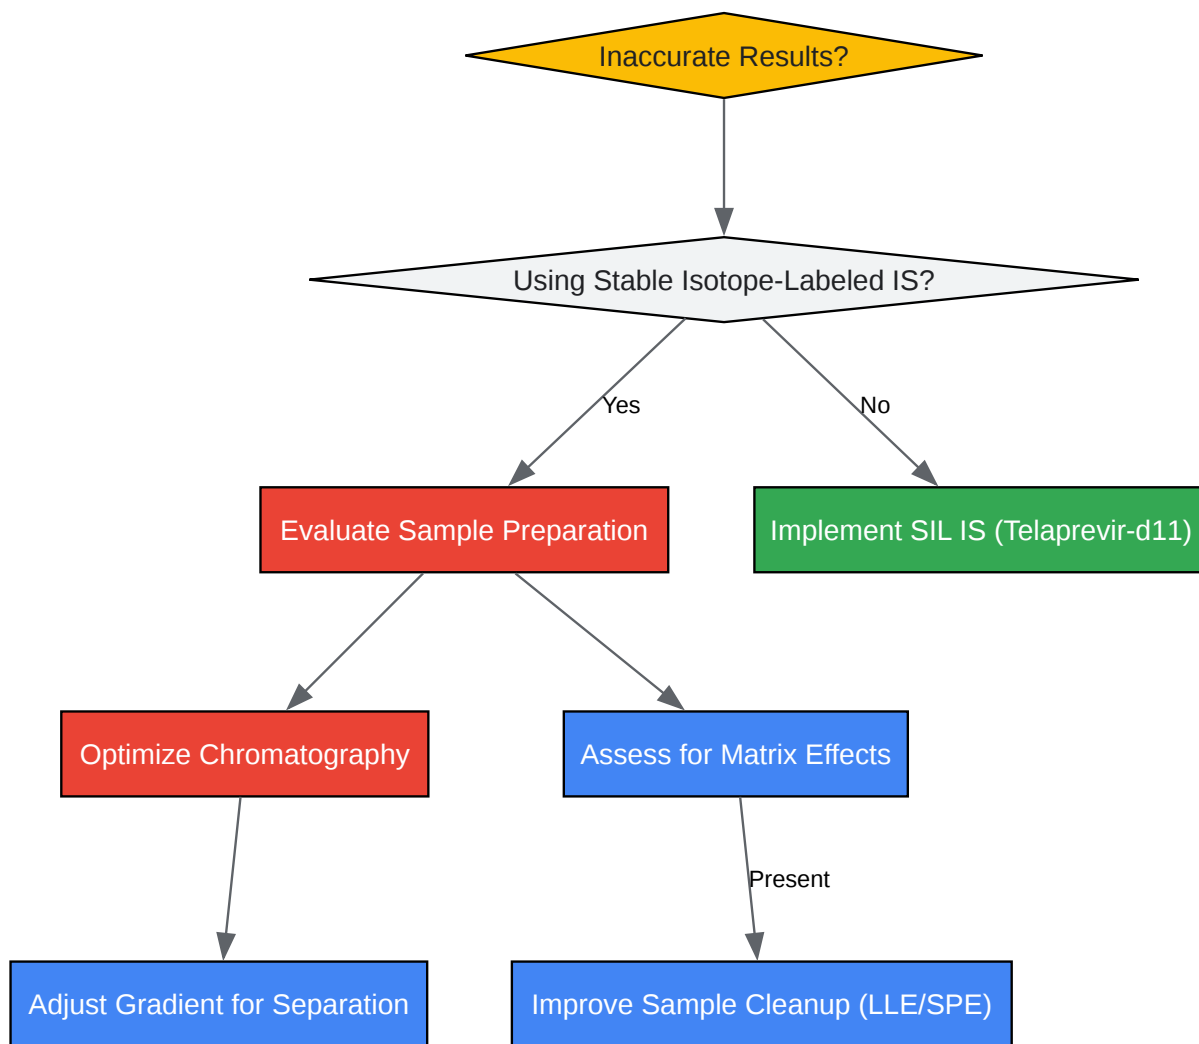 Inaccurate Results?
Using Stable Isotope-Labeled IS?
Yes
No
Evaluate Sample Preparation
Implement SIL IS (Telaprevir-d11)
Optimize Chromatography
Assess for Matrix Effects
Present
Adjust Gradient for Separation
Improve Sample Cleanup (LLE/SPE)